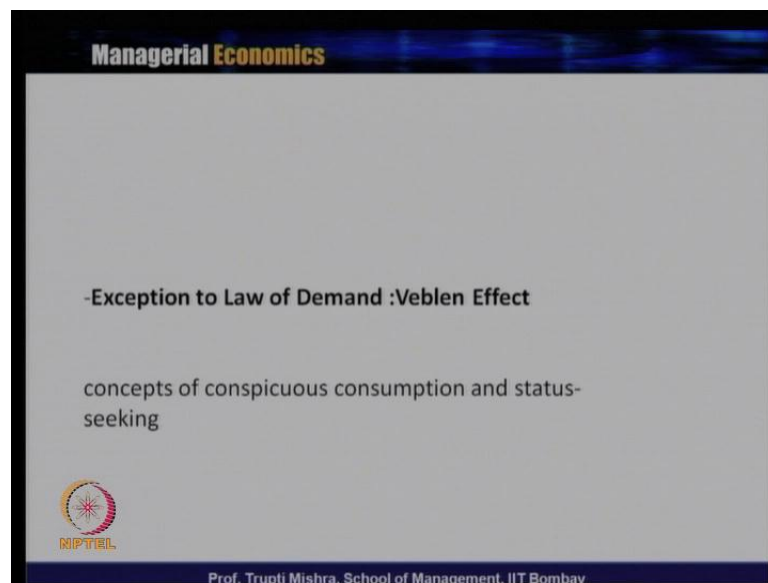 Managerial Economics
-Exception to Law of Demand :Veblen Effect
concepts of conspicuous consumption and status-
seeking
NPTEL
Prof. Trupti Mishra, School of Management, IIT Bombay